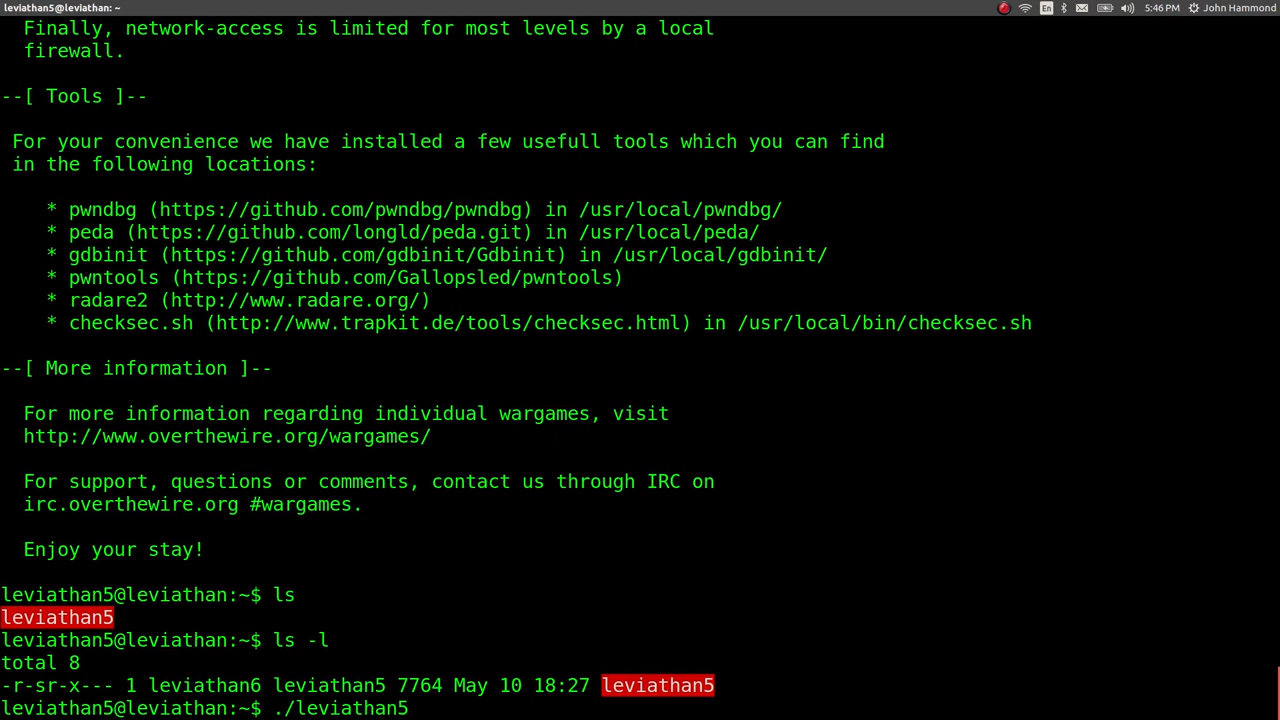 leviathan5@leviathan: ~
En
5:46 PM
John Hammond
Finally, network-access is limited for most levels by a local
firewall.
--[ Tools ]--
For your convenience we have installed a few usefull tools which you can find
in the following locations:
* pwndbg (https://github.com/pwndbg/pwndbg) in /usr/local/pwndbg/
* peda (https://github.com/longld/peda.git) in /usr/local/peda/
* gdbinit (https://github.com/gdbinit/Gdbinit) in /usr/local/gdbinit/
* pwntools (https://github.com/Gallopsled/pwntools)
* radare2 (http://www.radare.org/)
* checksec.sh (http://www.trapkit.de/tools/checksec.html) in /usr/local/bin/checksec.sh
--[ More information ]--
For more information regarding individual wargames, visit
http://www.overthewire.org/wargames/
For support, questions or comments, contact us through IRC on
irc.overthewire.org #wargames.
Enjoy your stay!
leviathan5@leviathan:~$ ls
leviathan5
leviathan5@leviathan:~$ ls -l
total 8
-r-sr-x--- 1 leviathan6 leviathan5 7764 May 10 18:27 leviathan5
leviathan5@leviathan:~$ ./leviathan5